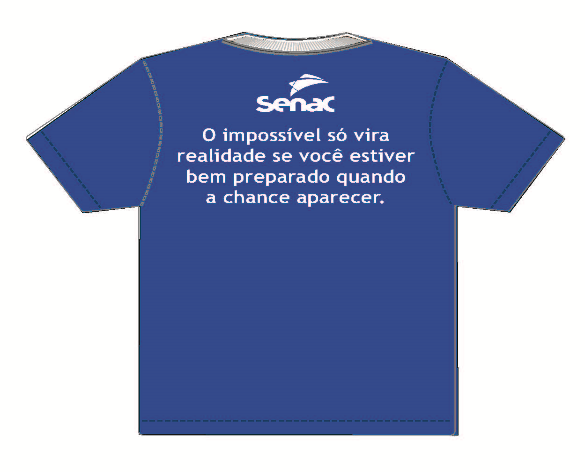 senac
O impossível só vira
realidade se você estiver
bem preparado quando
a chance aparecer.